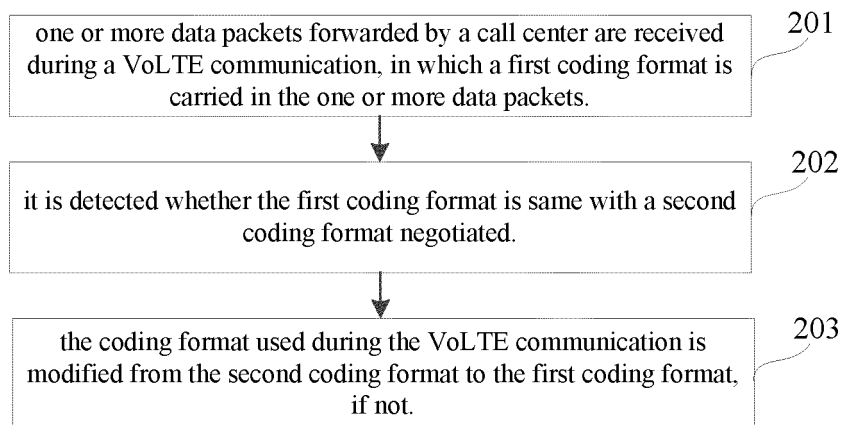 one or more data packets forwarded by a call center are received
during a VoLTE communication, in which a first coding format is
carried in the one or more data packets.
201
it is detected whether the first coding format is same with a second
coding format negotiated.
202
the coding format used during the VoLTE communication is
modified from the second coding format to the first coding format,
if not.
203